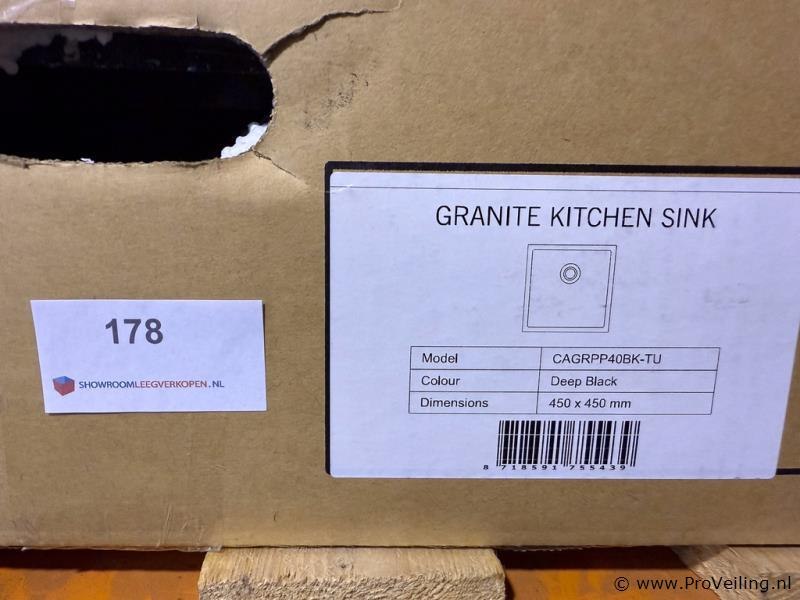 178
SHOWROOMLEEGVERKOPEN.NL
GRANITE KITCHEN SINK
Model CAGRPP40BK-TU
Colour Deep Black
Dimensions 450 x 450 mm
8 718591 755439
© www.ProVeiling.nl